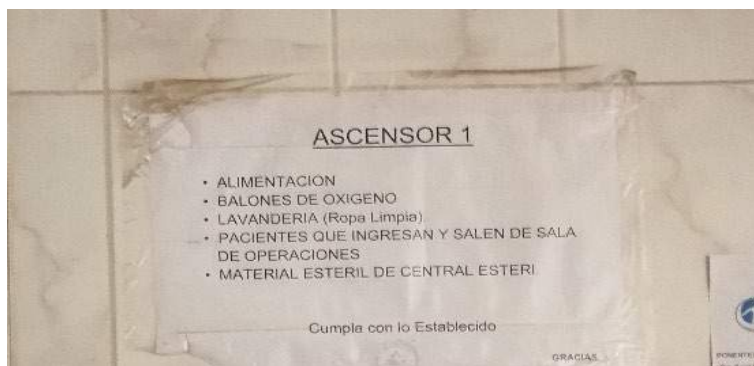 ASCENSOR 1
• ALIMENTACION
• BALONES DE OXIGENO
• LAVANDERIA (Ropa Limpia)
• PACIENTES QUE INGRESAN Y SALEN DE SALA
DE OPERACIONES
• MATERIAL ESTERIL DE CENTRAL ESTERI
Cumpla con lo Establecido
GRACIAS